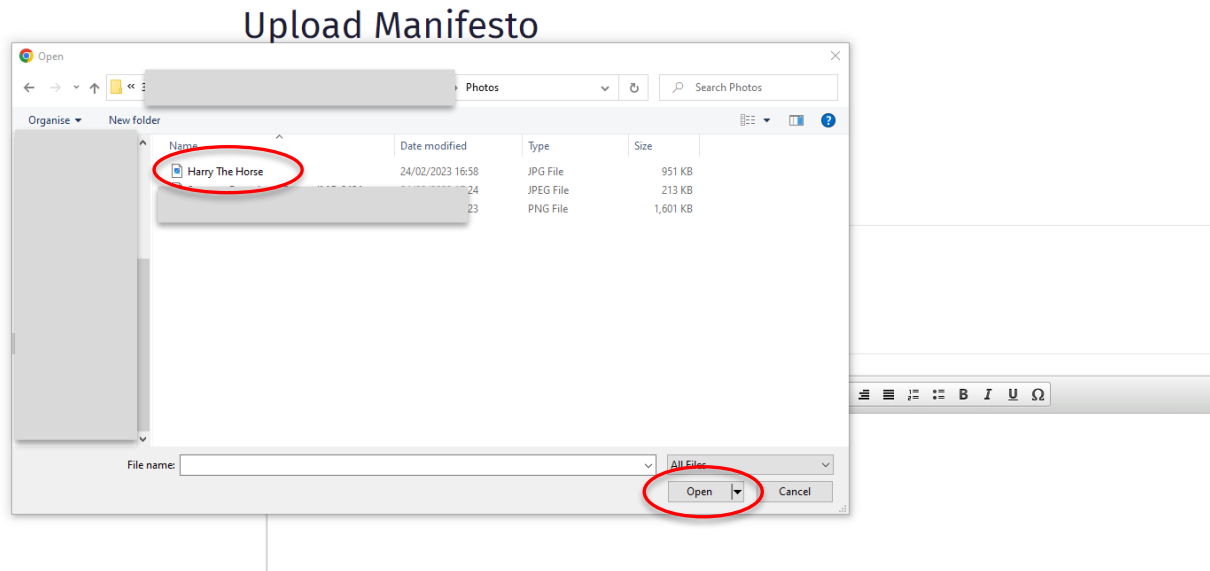 Upload Manifesto
Open
« Photos Search Photos
Organise New folder
Name Date modified Type Size
Harry The Horse 24/02/2023 16:58 JPG File 951 KB
24 JPEG File 213 KB
23 PNG File 1,601 KB
B I U Ω
File name: All Files
Open Cancel